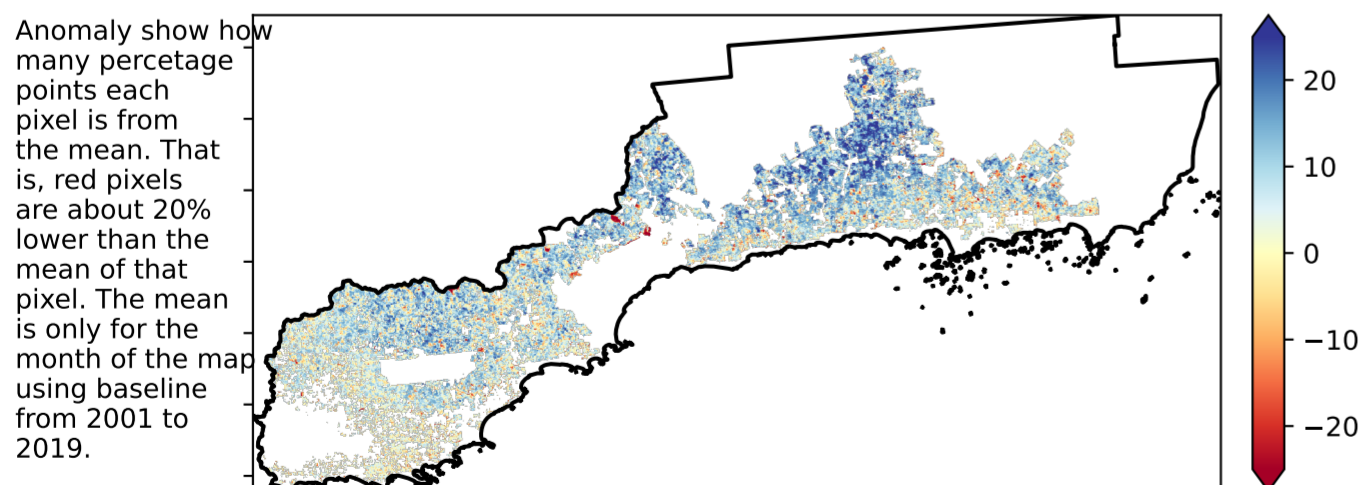 Anomaly show how
many percetage
points each
pixel is from
the mean. That
is, red pixels
are about 20%
lower than the
mean of that
pixel. The mean
is only for the
month of the map
using baseline
from 2001 to
2019.
20
10
0
−10
−20